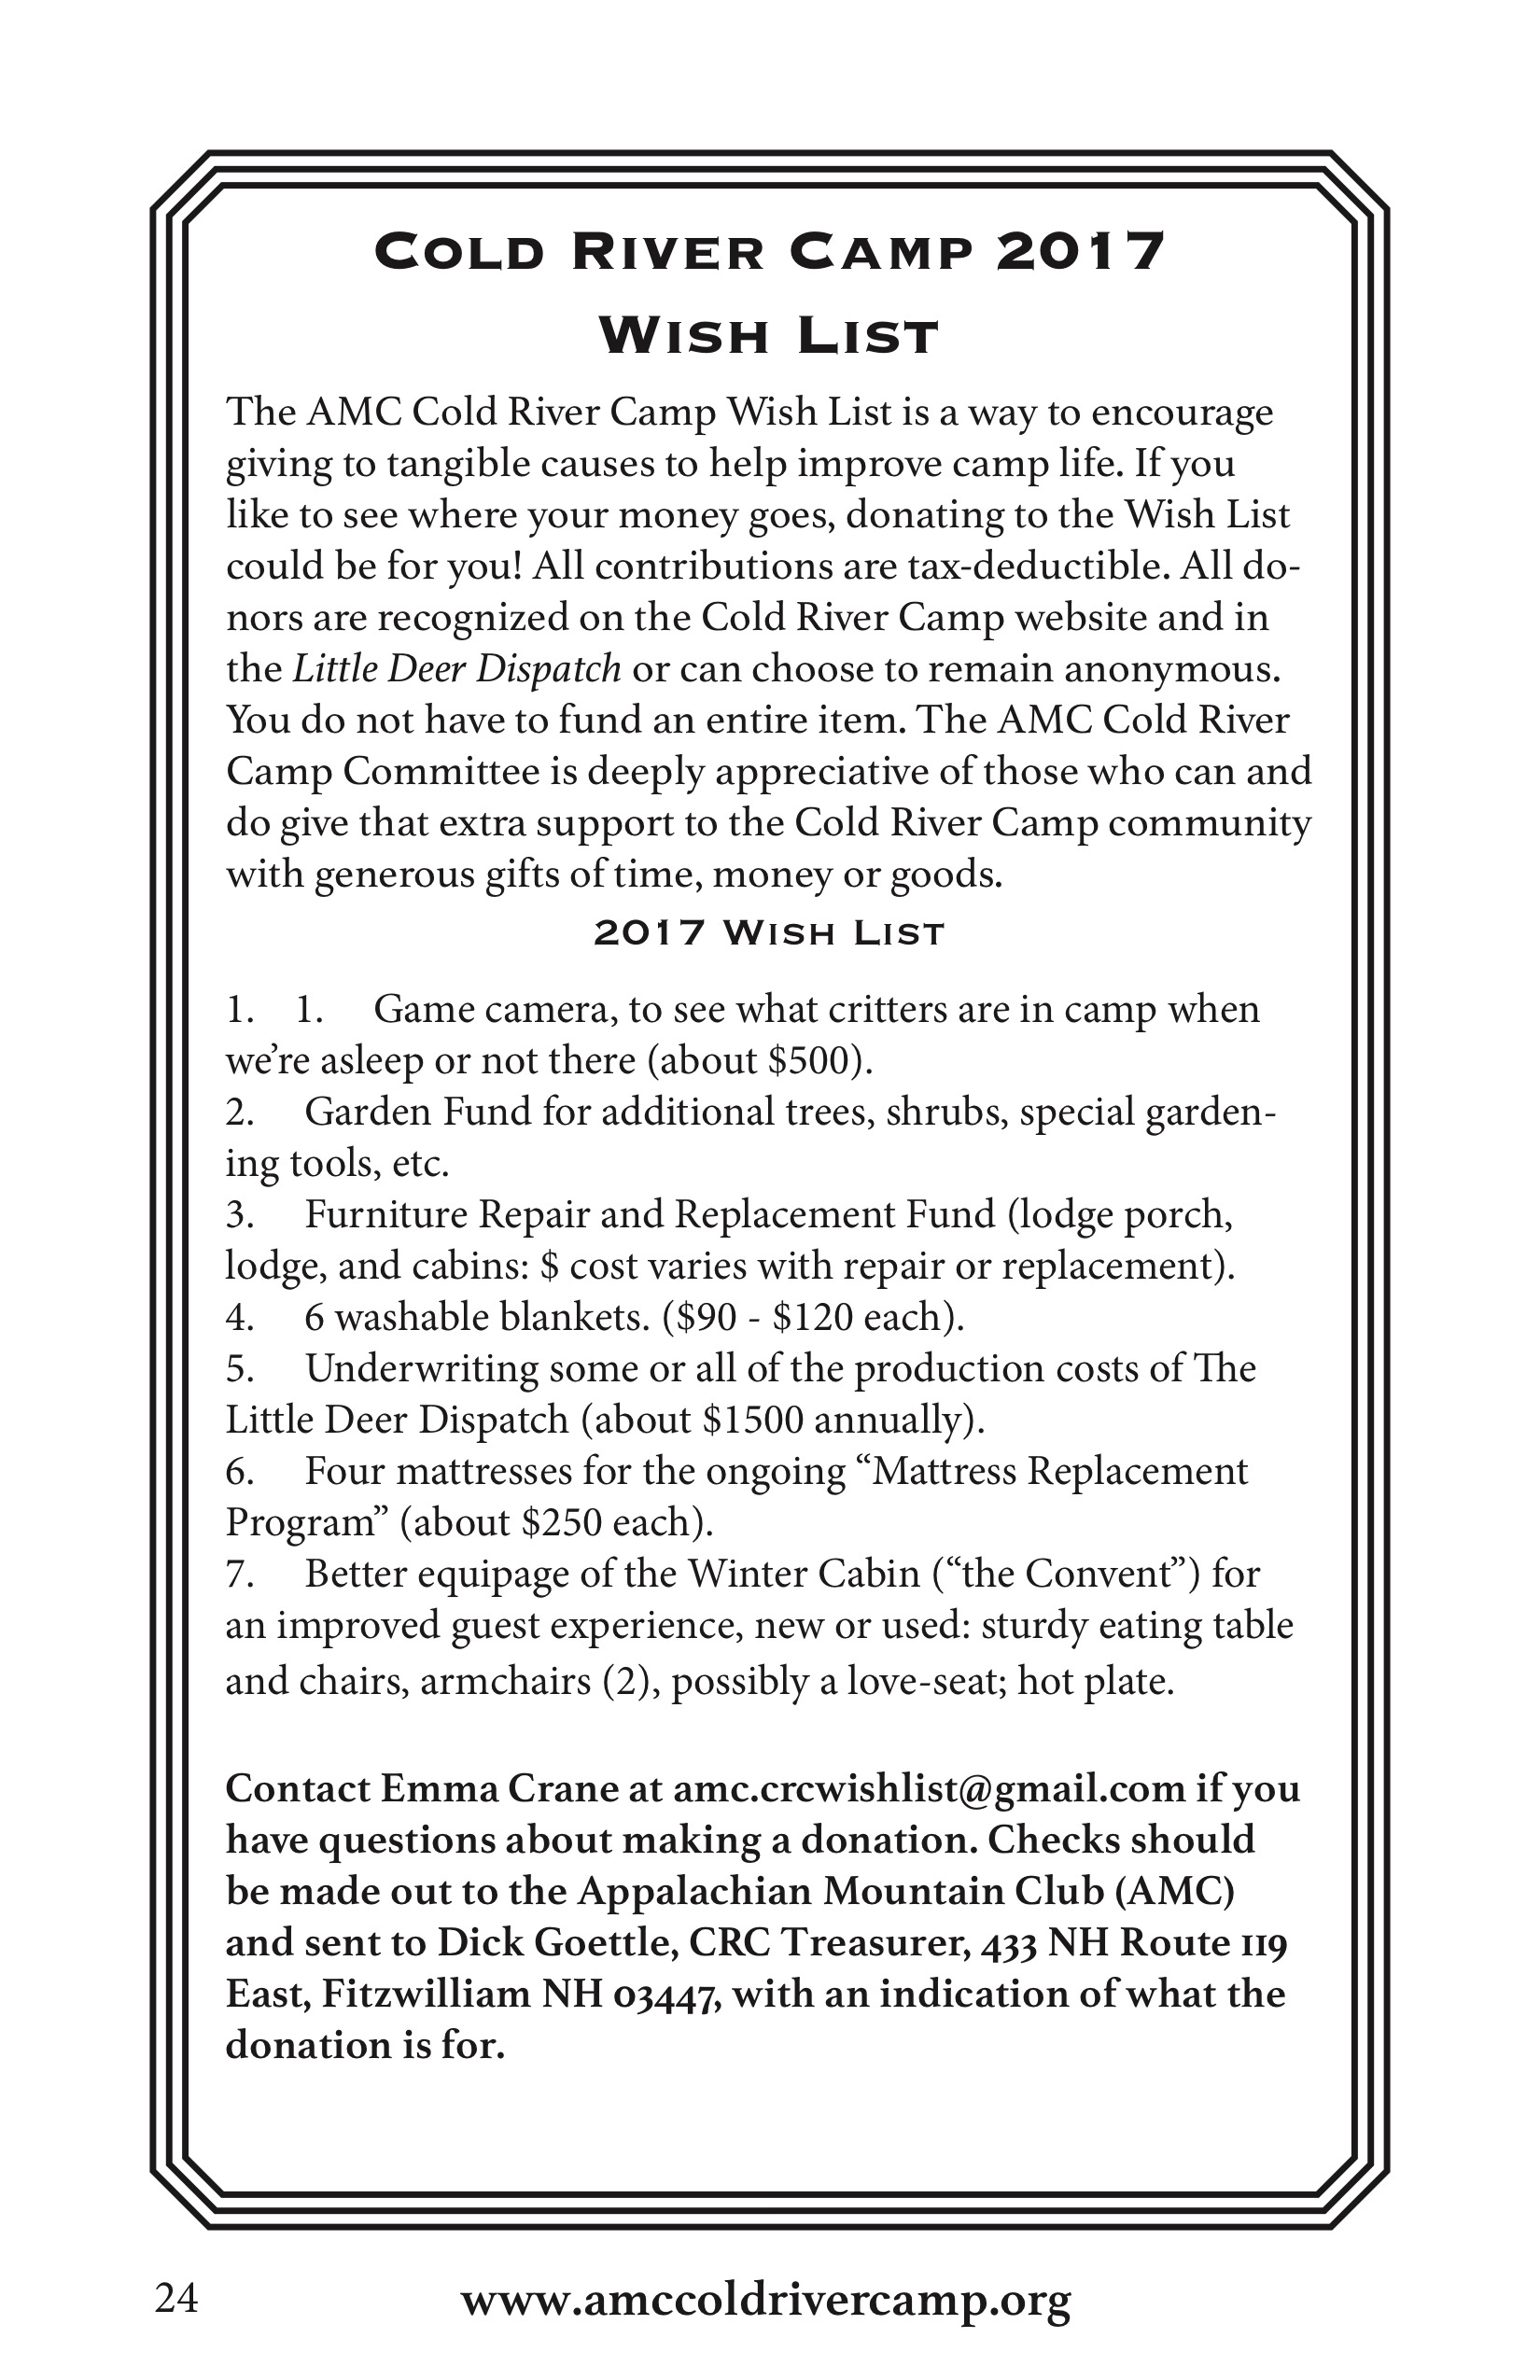 Cold River Camp 2017
Wish List
The AMC Cold River Camp Wish List is a way to encourage
giving to tangible causes to help improve camp life. If you
like to see where your money goes, donating to the Wish List
could be for you! All contributions are tax-deductible. All do-
nors are recognized on the Cold River Camp website and in
the Little Deer Dispatch or can choose to remain anonymous.
You do not have to fund an entire item. The AMC Cold River
Camp Committee is deeply appreciative of those who can and
do give that extra support to the Cold River Camp community
with generous gifts of time, money or goods.
2017 Wish List
1. 1. Game camera, to see what critters are in camp when
we’re asleep or not there (about $500).
2. Garden Fund for additional trees, shrubs, special garden-
ing tools, etc.
3. Furniture Repair and Replacement Fund (lodge porch,
lodge, and cabins: $ cost varies with repair or replacement).
4. 6 washable blankets. ($90 - $120 each).
5. Underwriting some or all of the production costs of The
Little Deer Dispatch (about $1500 annually).
6. Four mattresses for the ongoing “Mattress Replacement
Program” (about $250 each).
7. Better equipage of the Winter Cabin (“the Convent”) for
an improved guest experience, new or used: sturdy eating table
and chairs, armchairs (2), possibly a love-seat; hot plate.
Contact Emma Crane at amc.crcwishlist@gmail.com if you
have questions about making a donation. Checks should
be made out to the Appalachian Mountain Club (AMC)
and sent to Dick Goettle, CRC Treasurer, 433 NH Route 119
East, Fitzwilliam NH 03447, with an indication of what the
donation is for.
24 www.amccoldrivercamp.org